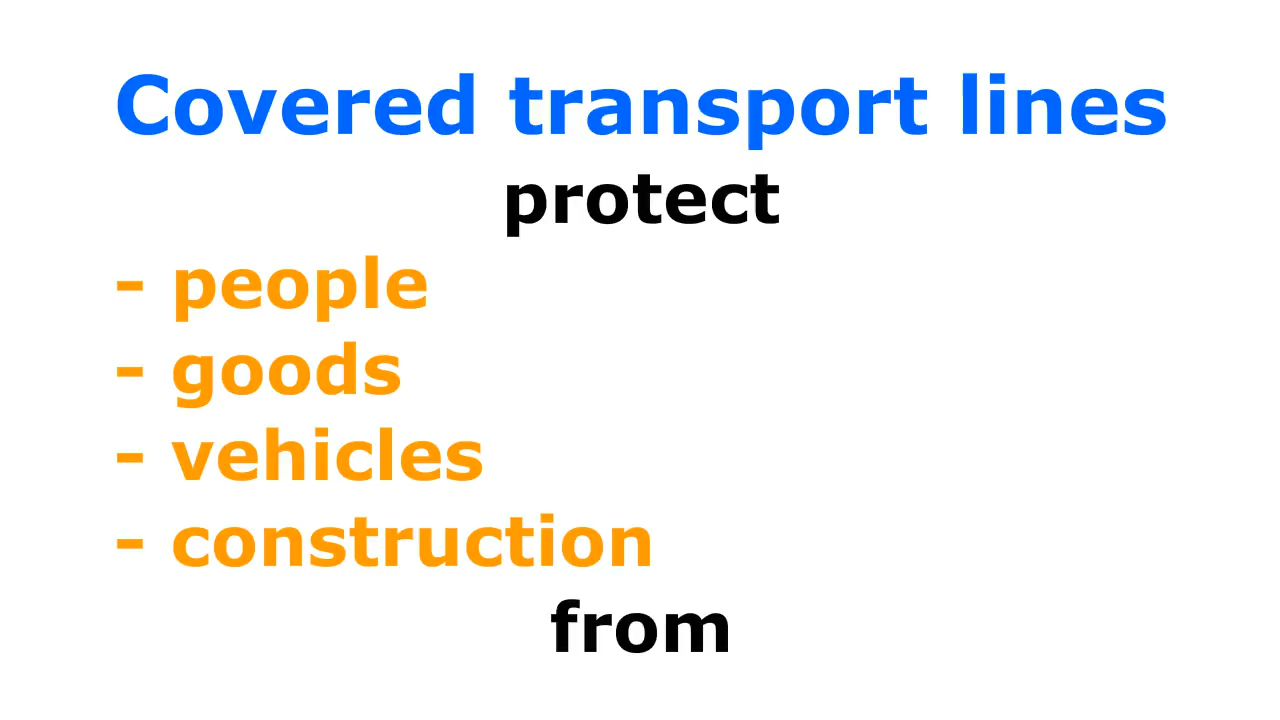 Covered transport lines
protect
- people
- goods
- vehicles
- construction
from